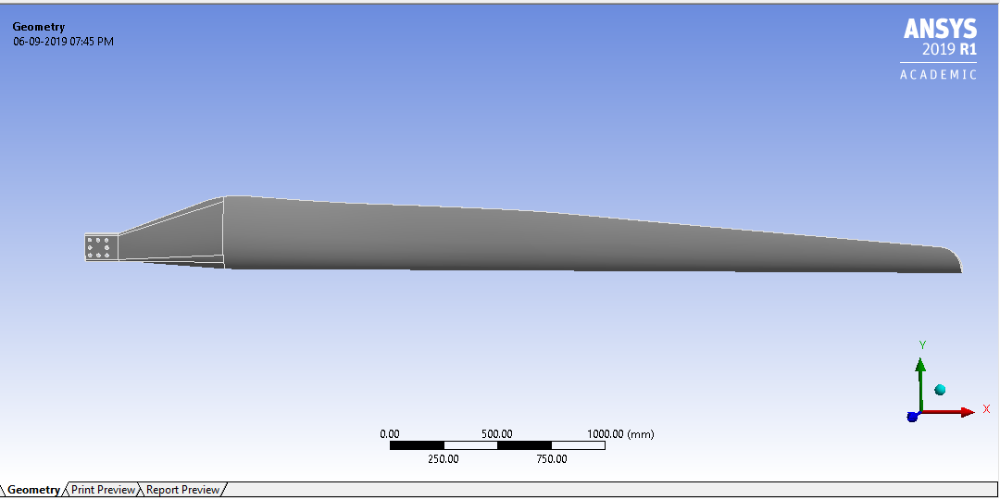 Geometry
06-09-2019 07:45 PM
ANSYS
2019 R1
ACADEMIC
Y
X
0.00 500.00 1000.00 (mm)
250.00 750.00
Geometry Print Preview Report Preview